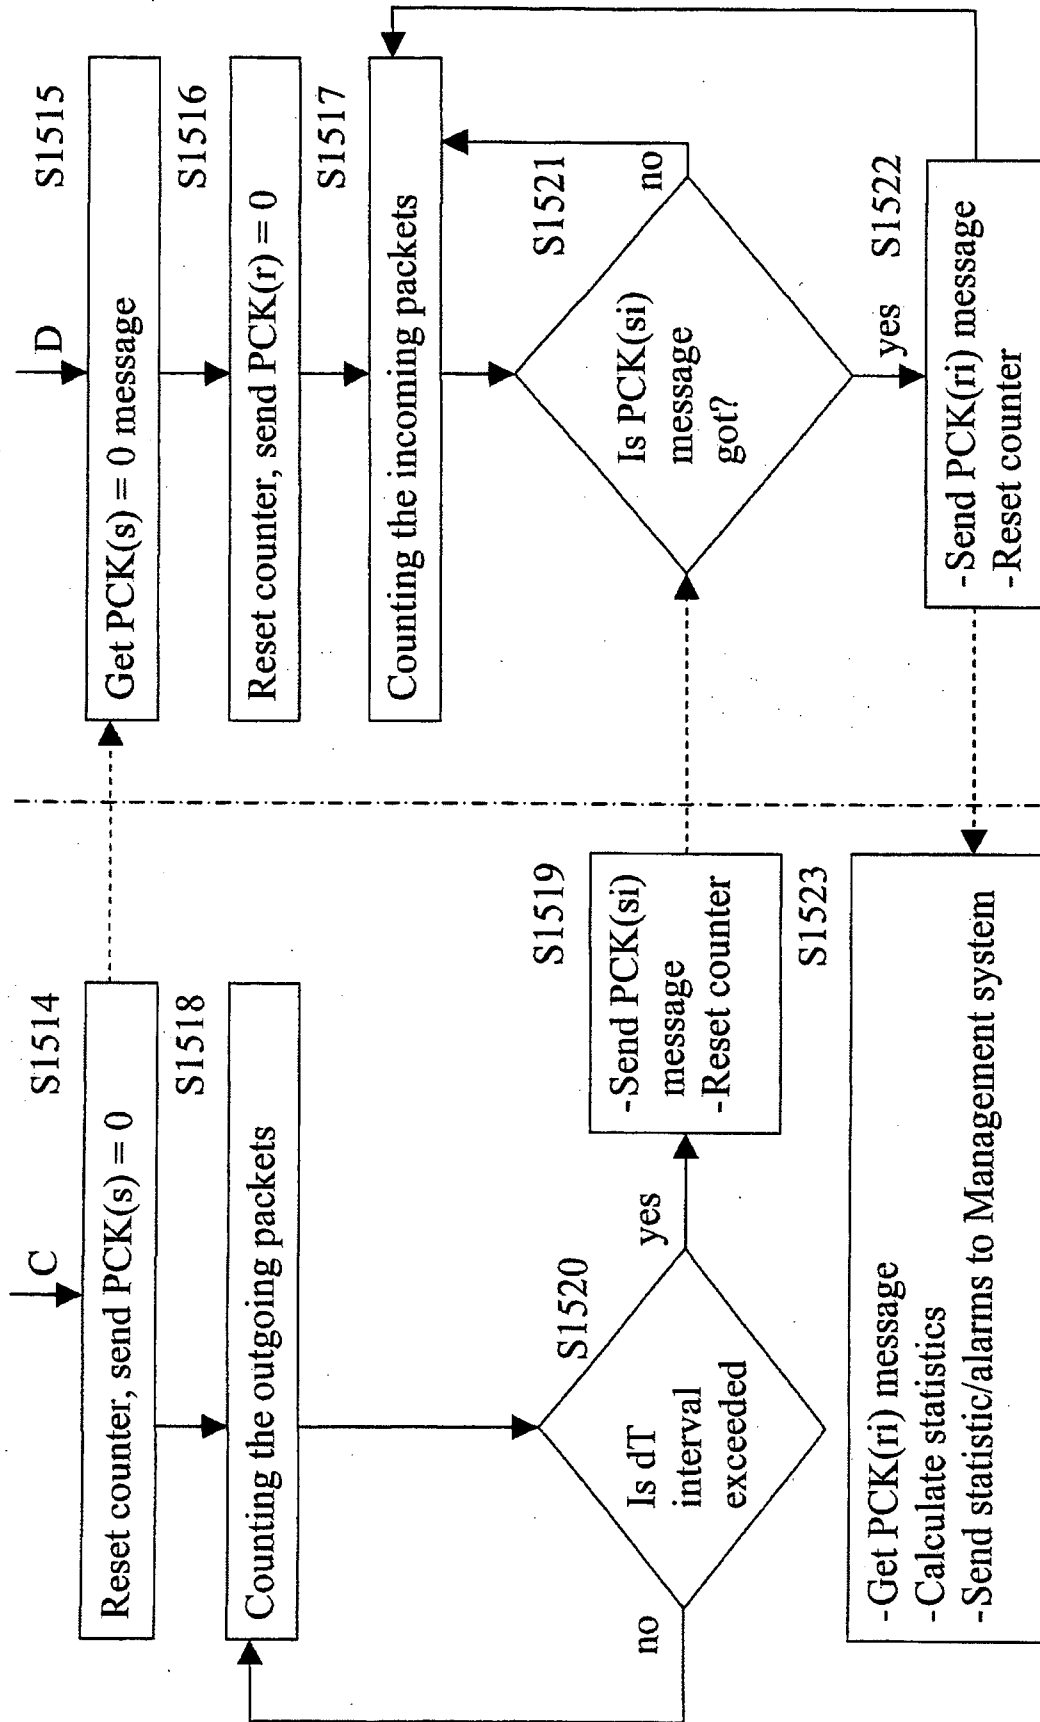 C
S1514
Reset counter, send PCK(s) = 0
S1518
Counting the outgoing packets
S1520
Is dT
interval
exceeded
no
yes
S1519
-Send PCK(si)
message
-Reset counter
S1523
-Get PCK(ri) message
-Calculate statistics
-Send statistic/alarms to Management system
D
S1515
Get PCK(s) = 0 message
S1516
Reset counter, send PCK(r) = 0
S1517
Counting the incoming packets
S1521
Is PCK(si)
message
got?
no
yes
S1522
-Send PCK(ri) message
-Reset counter